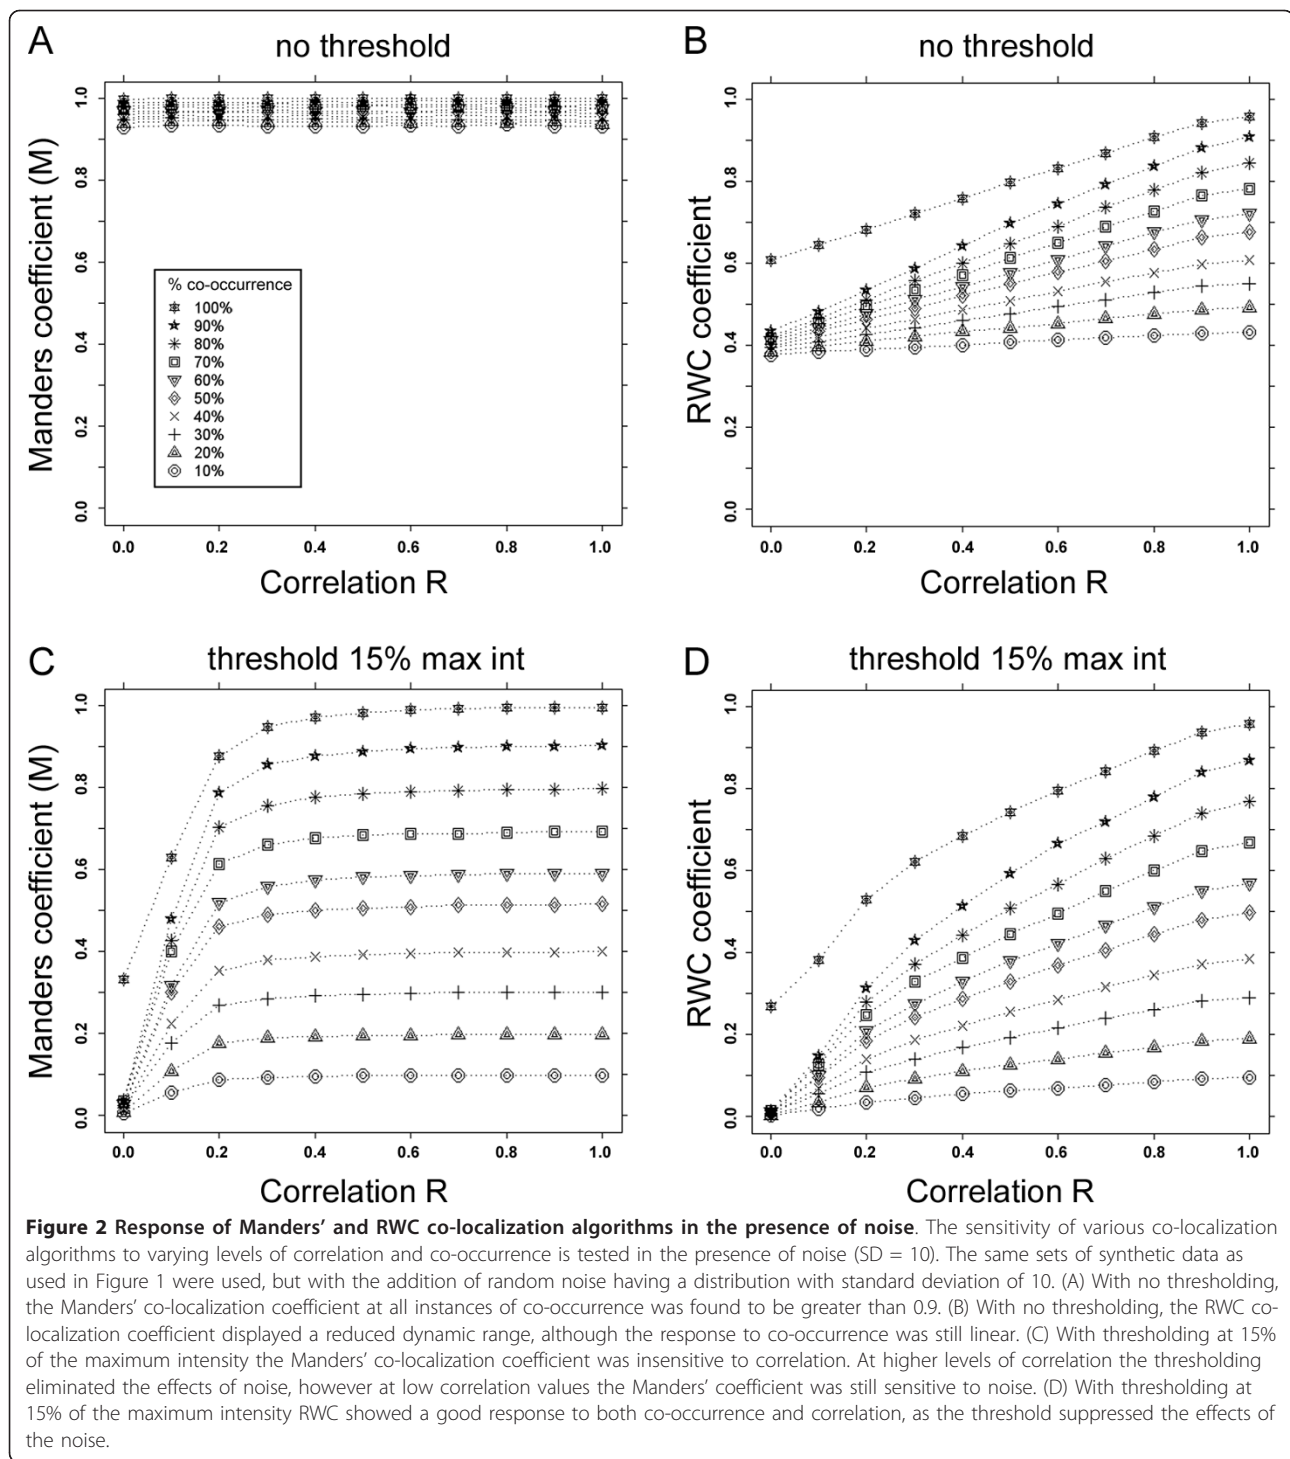 A
no threshold
Manders coefficient (M)
1.0
0.8
0.6
0.4
0.2
0.0
% co-occurrence
100%
90%
80%
70%
60%
50%
40%
30%
20%
10%
0.0 0.2 0.4 0.6 0.8 1.0
Correlation R
B
no threshold
RWC coefficient
1.0
0.8
0.6
0.4
0.2
0.0
0.0 0.2 0.4 0.6 0.8 1.0
Correlation R
C
threshold 15% max int
Manders coefficient (M)
1.0
0.8
0.6
0.4
0.2
0.0
0.0 0.2 0.4 0.6 0.8 1.0
Correlation R
D
threshold 15% max int
RWC coefficient
1.0
0.8
0.6
0.4
0.2
0.0
0.0 0.2 0.4 0.6 0.8 1.0
Correlation R
Figure 2 Response of Manders’ and RWC co-localization algorithms in the presence of noise. The sensitivity of various co-localization
algorithms to varying levels of correlation and co-occurrence is tested in the presence of noise (SD = 10). The same sets of synthetic data as
used in Figure 1 were used, but with the addition of random noise having a distribution with standard deviation of 10. (A) With no thresholding,
the Manders’ co-localization coefficient at all instances of co-occurrence was found to be greater than 0.9. (B) With no thresholding, the RWC co-
localization coefficient displayed a reduced dynamic range, although the response to co-occurrence was still linear. (C) With thresholding at 15%
of the maximum intensity the Manders’ co-localization coefficient was insensitive to correlation. At higher levels of correlation the thresholding
eliminated the effects of noise, however at low correlation values the Manders’ coefficient was still sensitive to noise. (D) With thresholding at
15% of the maximum intensity RWC showed a good response to both co-occurrence and correlation, as the threshold suppressed the effects of
the noise.